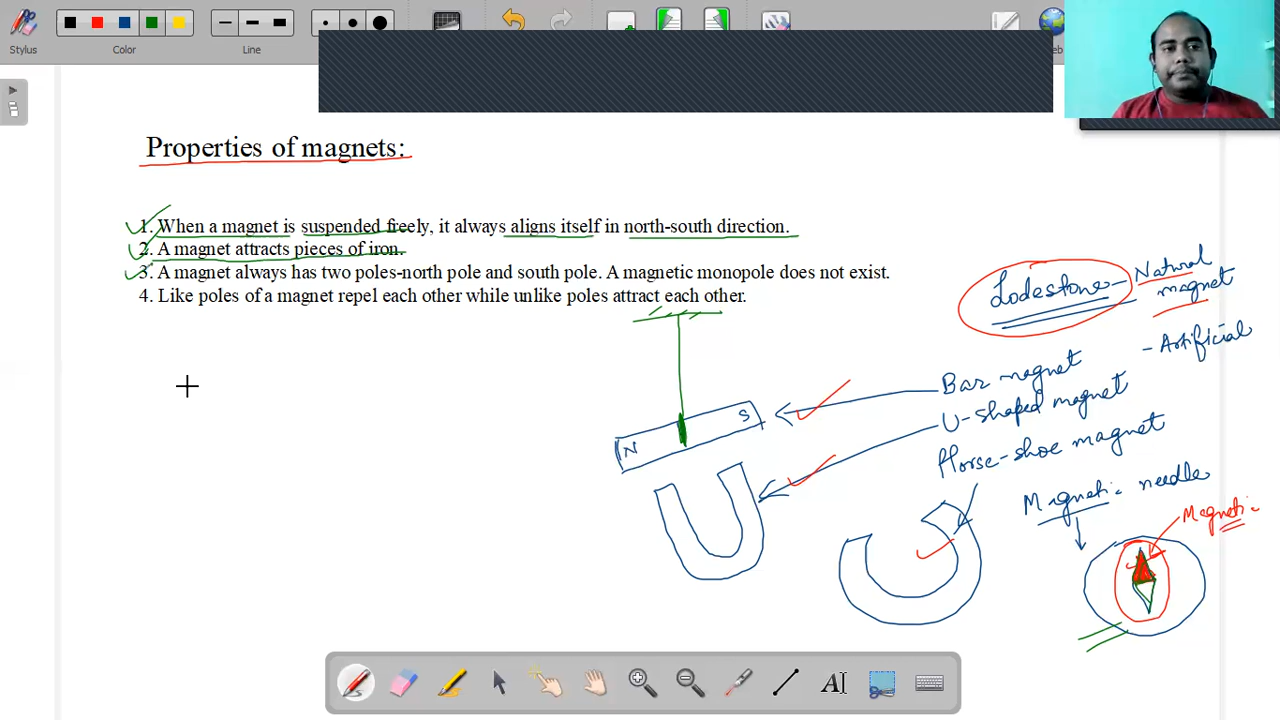 Stylus
Color
Line
Properties of magnets:
1. When a magnet is suspended freely, it always aligns itself in north-south direction.
2. A magnet attracts pieces of iron.
3. A magnet always has two poles-north pole and south pole. A magnetic monopole does not exist.
4. Like poles of a magnet repel each other while unlike poles attract each other.
Lodestone - Natural
magnet
- Artificial
Bar magnet
U-shaped magnet
Horse-shoe magnet
Magnetic needle
Magnetic
N
S